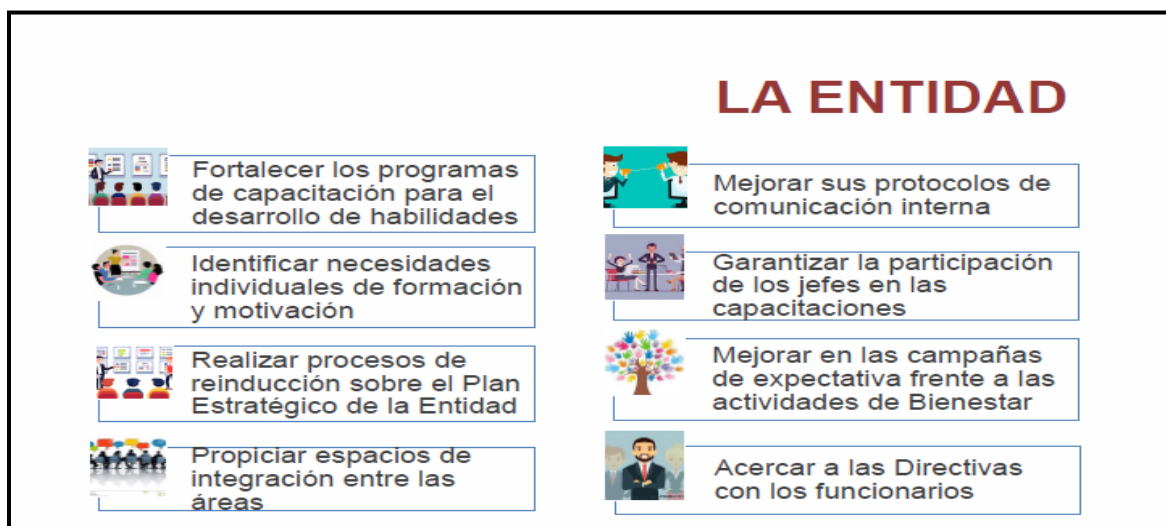 LA ENTIDAD
Fortalecer los programas
de capacitación para el
desarrollo de habilidades
Identificar necesidades
individuales de formación
y motivación
Realizar procesos de
reinducción sobre el Plan
Estratégico de la Entidad
Propiciar espacios de
integración entre las
áreas
Mejorar sus protocolos de
comunicación interna
Garantizar la participación
de los jefes en las
capacitaciones
Mejorar en las campañas
de expectativa frente a las
actividades de Bienestar
Acercar a las Directivas
con los funcionarios